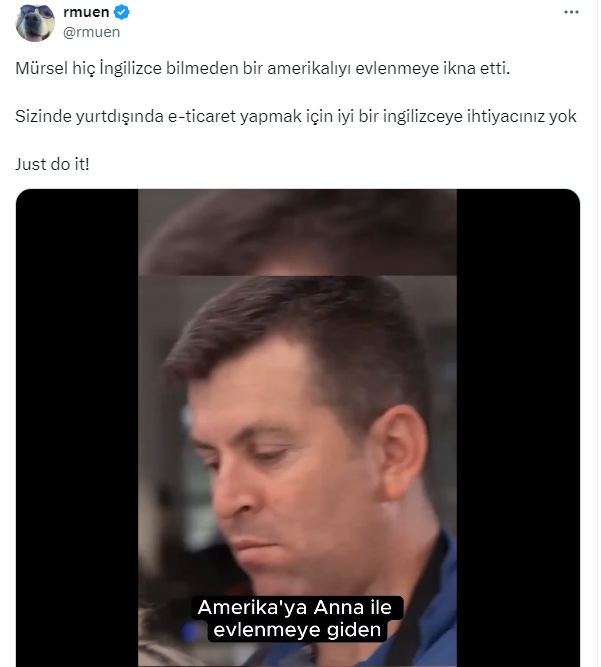 rmuen
@rmuen
Mürsel hiç İngilizce bilmeden bir amerikalıyı evlenmeye ikna etti.
Sizinde yurtdışında e-ticaret yapmak için iyi bir ingilizceye ihtiyacınız yok
Just do it!
Amerika'ya Anna ile
evlenmeye giden